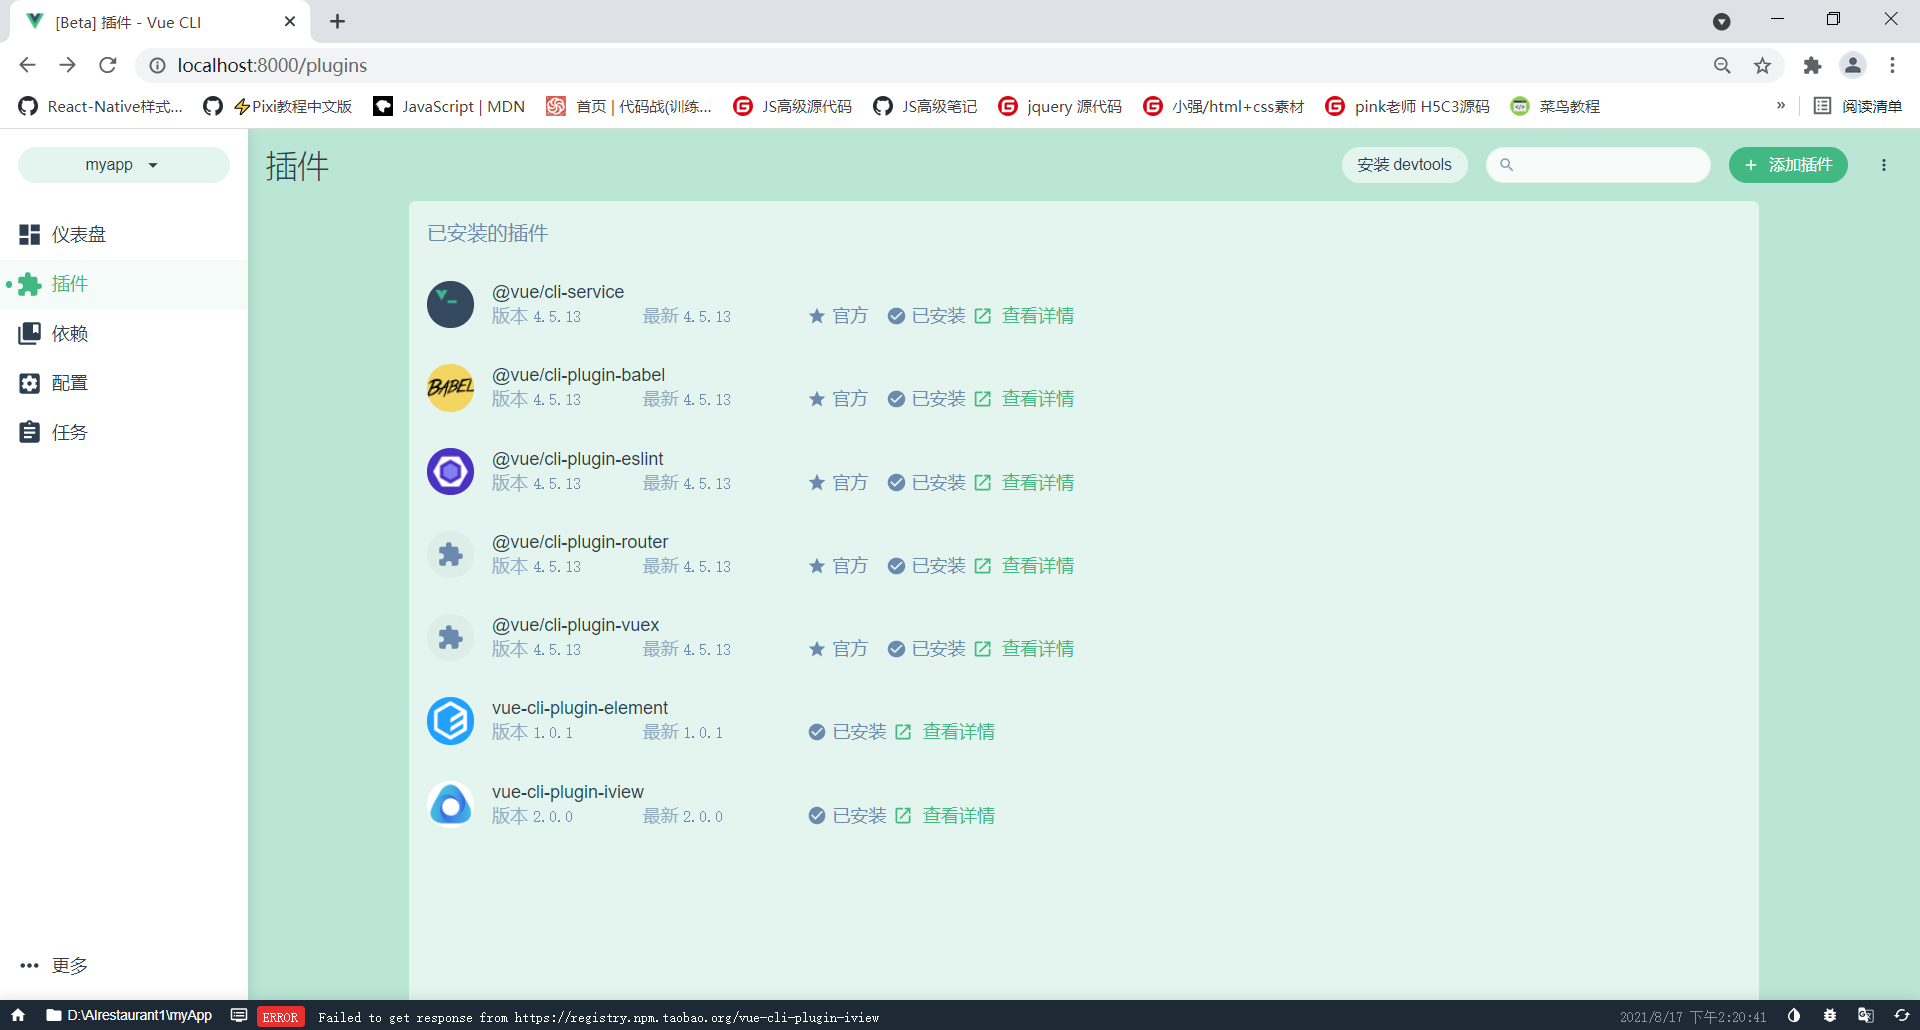 [Beta] 插件 - Vue CLI
localhost:8000/plugins
React-Native样式...
⚡Pixi教程中文版
JavaScript | MDN
首页 | 代码战(训练...
JS高级源代码
JS高级笔记
jquery 源代码
小强/html+css素材
pink老师 H5C3源码
菜鸟教程
»
阅读清单
myapp
插件
安装 devtools
+ 添加插件
仪表盘
插件
依赖
配置
任务
更多
已安装的插件
@vue/cli-service
版本 4.5.13 最新 4.5.13 官方 已安装 查看详情
BABEL
@vue/cli-plugin-babel
版本 4.5.13 最新 4.5.13 官方 已安装 查看详情
@vue/cli-plugin-eslint
版本 4.5.13 最新 4.5.13 官方 已安装 查看详情
@vue/cli-plugin-router
版本 4.5.13 最新 4.5.13 官方 已安装 查看详情
@vue/cli-plugin-vuex
版本 4.5.13 最新 4.5.13 官方 已安装 查看详情
vue-cli-plugin-element
版本 1.0.1 最新 1.0.1 已安装 查看详情
vue-cli-plugin-iview
版本 2.0.0 最新 2.0.0 已安装 查看详情
D:\AIrestaurant1\myApp
ERROR Failed to get response from https://registry.npm.taobao.org/vue-cli-plugin-iview
2021/8/17 下午2:20:41